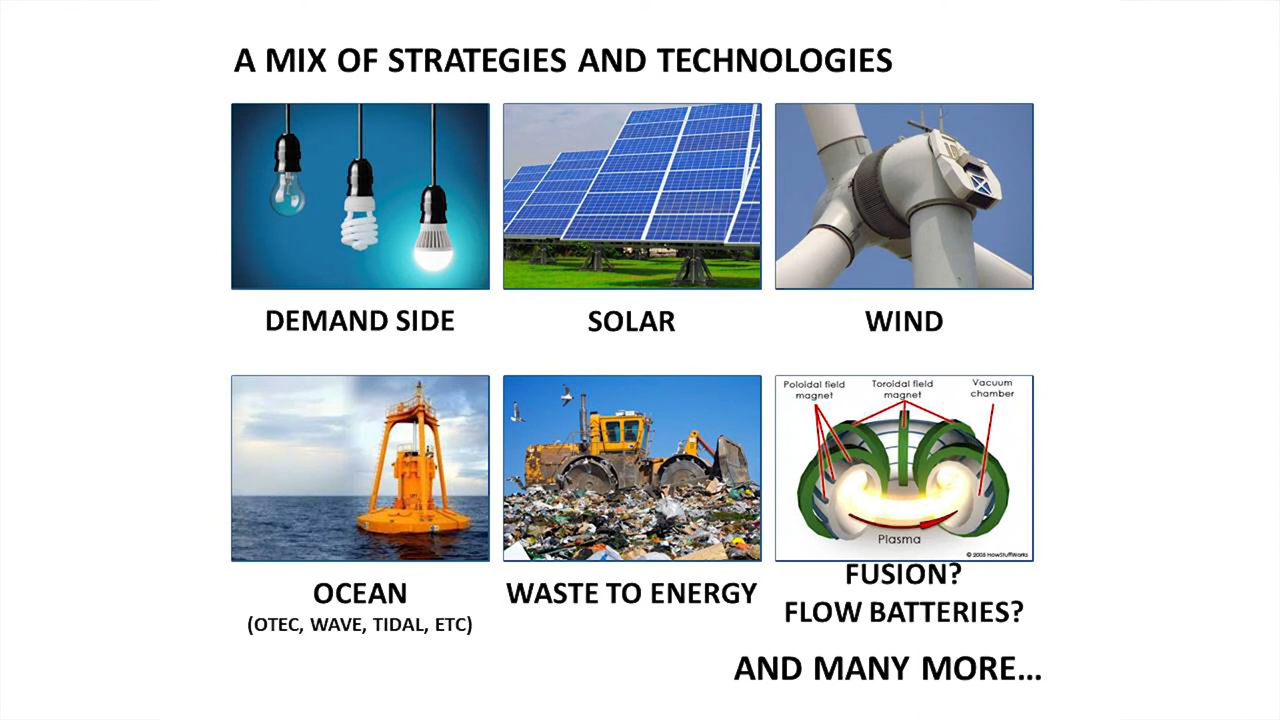 A MIX OF STRATEGIES AND TECHNOLOGIES
DEMAND SIDE
SOLAR
WIND
Poloidal field
magnet
Toroidal field
magnet
Vacuum
chamber
Plasma
© 2005 HowStuffWorks
OCEAN
(OTEC, WAVE, TIDAL, ETC)
WASTE TO ENERGY
FUSION?
FLOW BATTERIES?
AND MANY MORE...